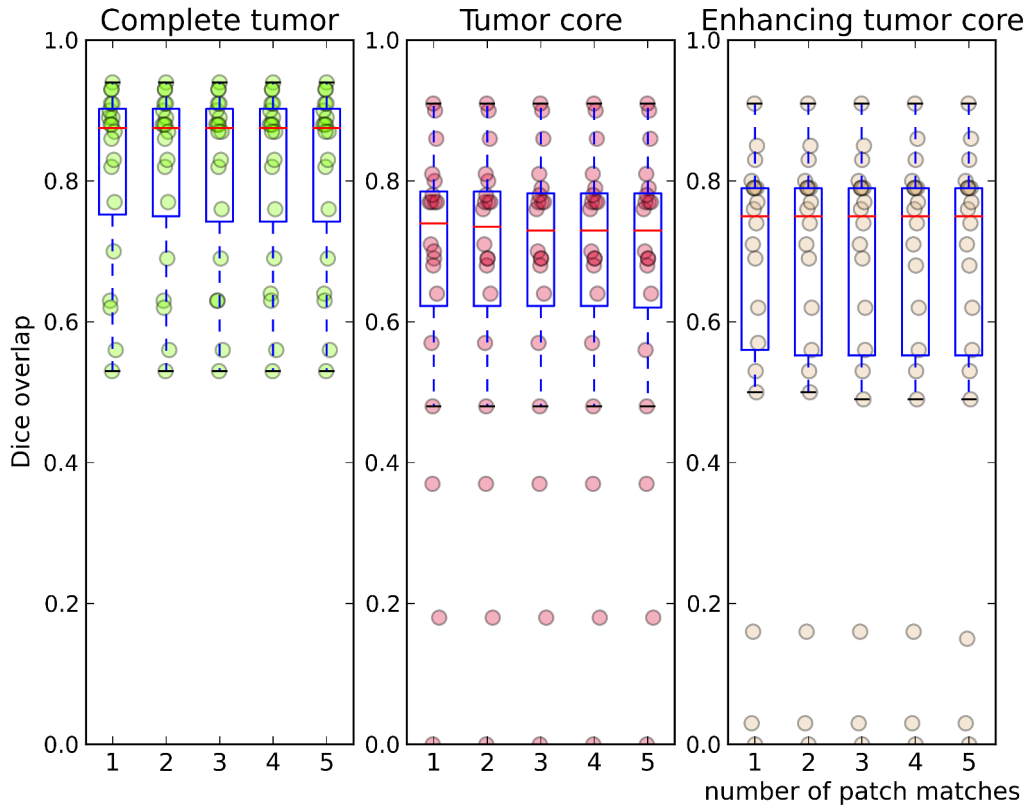 Complete tumor
Tumor core
Enhancing tumor core
1.0
0.8
0.6
0.4
0.2
0.0
Dice overlap
1 2 3 4 5
1.0
0.8
0.6
0.4
0.2
0.0
1 2 3 4 5
1.0
0.8
0.6
0.4
0.2
0.0
1 2 3 4 5
number of patch matches